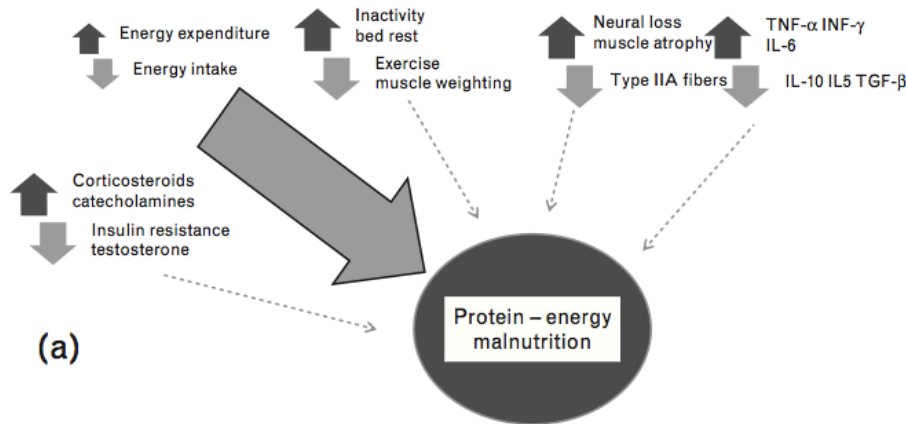 Energy expenditure
Energy intake
Inactivity
bed rest
Exercise
muscle weighting
Neural loss
muscle atrophy
Type IIA fibers
TNF-α INF-γ
IL-6
IL-10 IL5 TGF-β
Corticosteroids
catecholamines
Insulin resistance
testosterone
Protein – energy
malnutrition
(a)